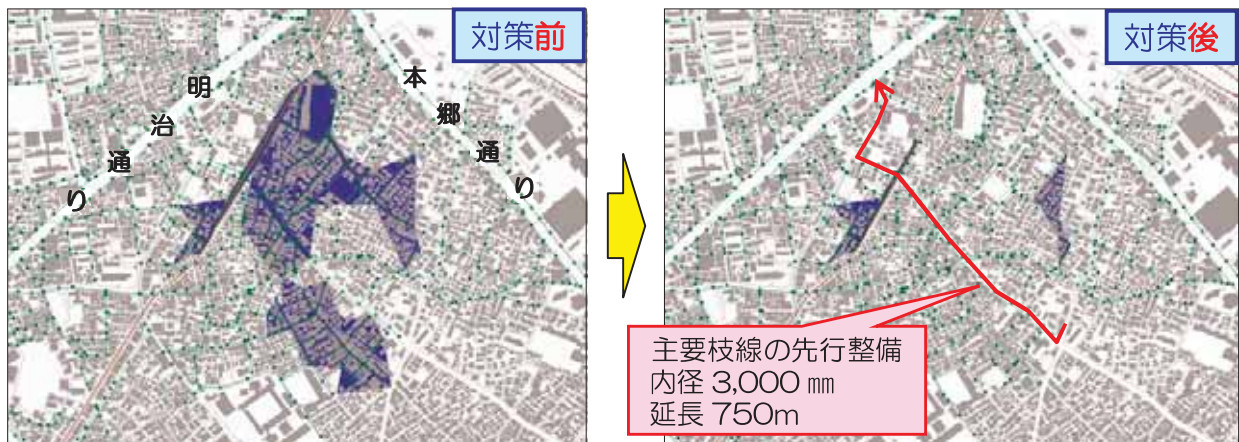 対策前
明治通り
本郷通り
対策後
主要枝線の先行整備
内径 3,000 ㎜
延長 750m